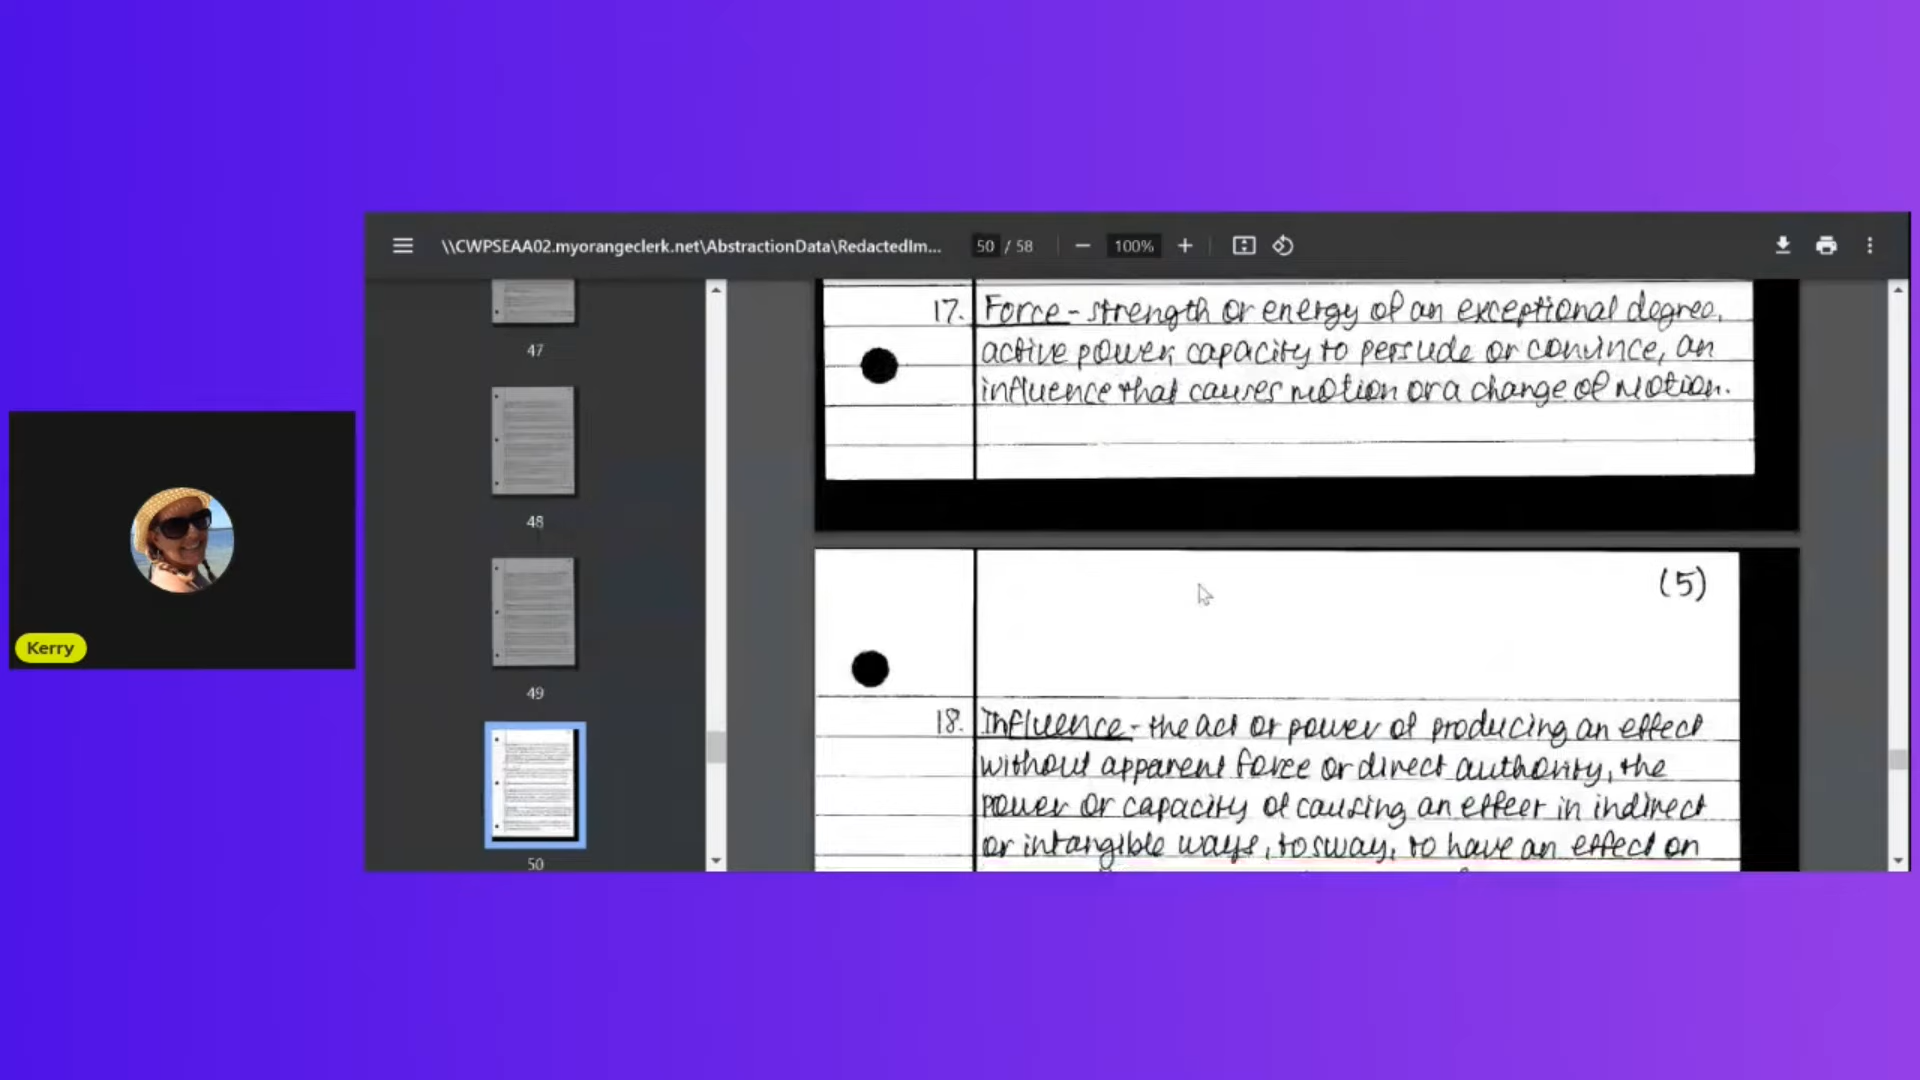 \\CWPSEAA02.myorangeclerk.net\AbstractionData\RedactedIm... 50 / 58 100%
47
48
49
50
Kerry
17. Force - strength or energy of an exceptional degree,
active power, capacity to persude or convince, an
influence that causes motion or a change of motion.
(5)
18. Influence - the act or power of producing an effect
without apparent force or direct authority, the
power or capacity of causing an effect in indirect
or intangible ways, to sway, to have an effect on